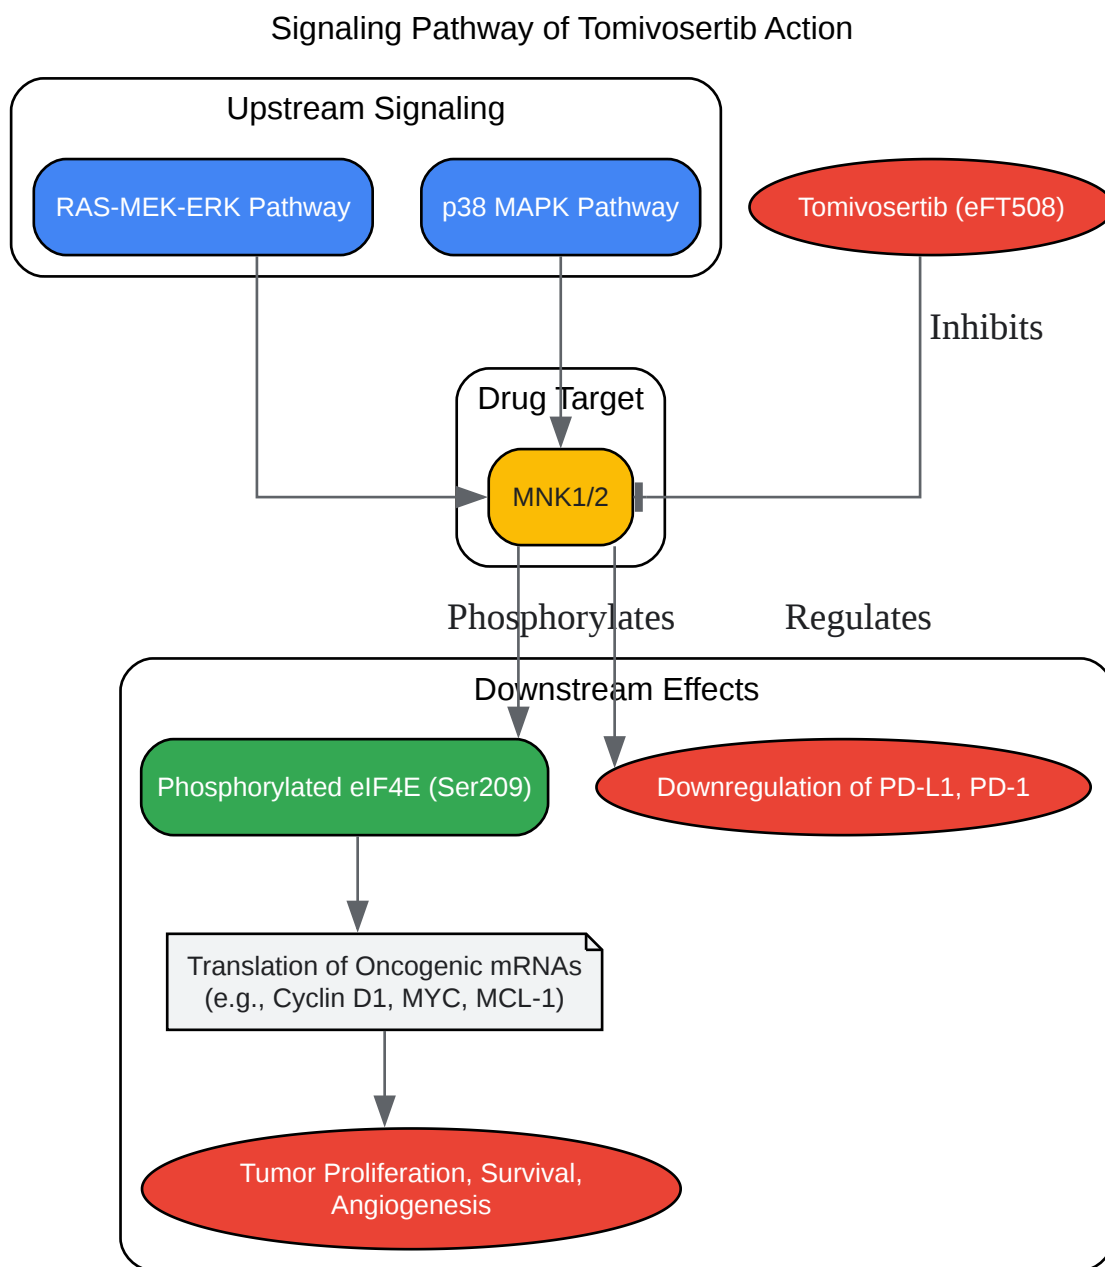 Signaling Pathway of Tomivosertib Action
Upstream Signaling
RAS-MEK-ERK Pathway
p38 MAPK Pathway
Tomivosertib (eFT508)
Inhibits
Drug Target
MNK1/2
Phosphorylates
Regulates
Downstream Effects
Phosphorylated eIF4E (Ser209)
Downregulation of PD-L1, PD-1
Translation of Oncogenic mRNAs
(e.g., Cyclin D1, MYC, MCL-1)
Tumor Proliferation, Survival,
Angiogenesis